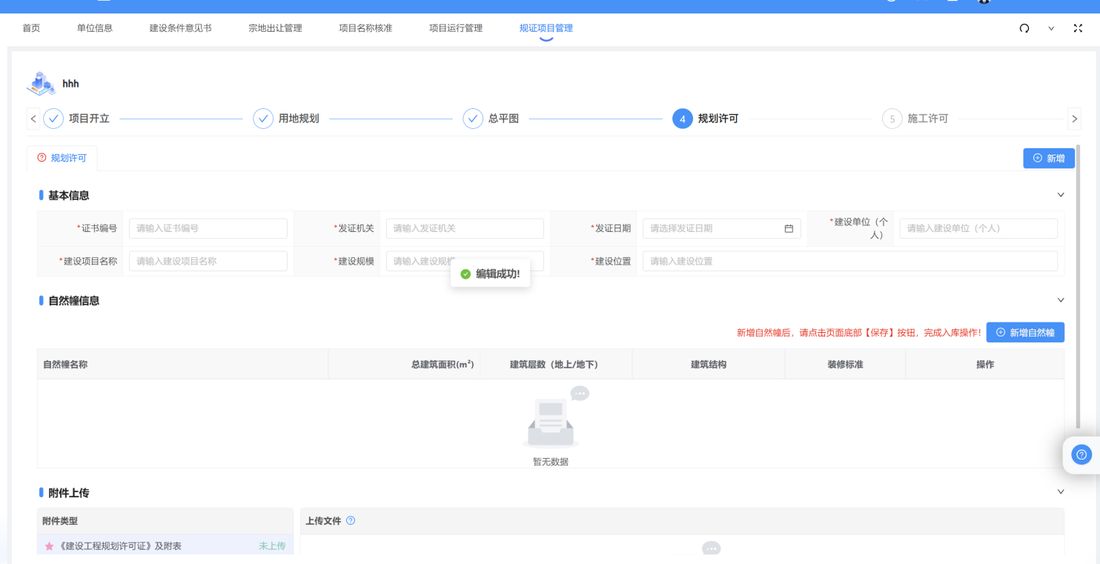 首页 单位信息 建设条件意见书 宗地出让管理 项目名称核准 项目运行管理 规证项目管理
hhh
项目开立 用地规划 总平图 4 规划许可 5 施工许可
规划许可 新增
基本信息
*证书编号 请输入证书编号 *发证机关 请输入发证机关 *发证日期 请选择发证日期 *建设单位（个人） 请输入建设单位（个人）
*建设项目名称 请输入建设项目名称 *建设规模 请输入建设规模 *建设位置 请输入建设位置
编辑成功!
自然幢信息
新增自然幢后，请点击页面底部【保存】按钮，完成入库操作! 新增自然幢
自然幢名称 总建筑面积(m²) 建筑层数（地上/地下） 建筑结构 装修标准 操作
暂无数据
附件上传
附件类型 上传文件
《建设工程规划许可证》及附表 未上传